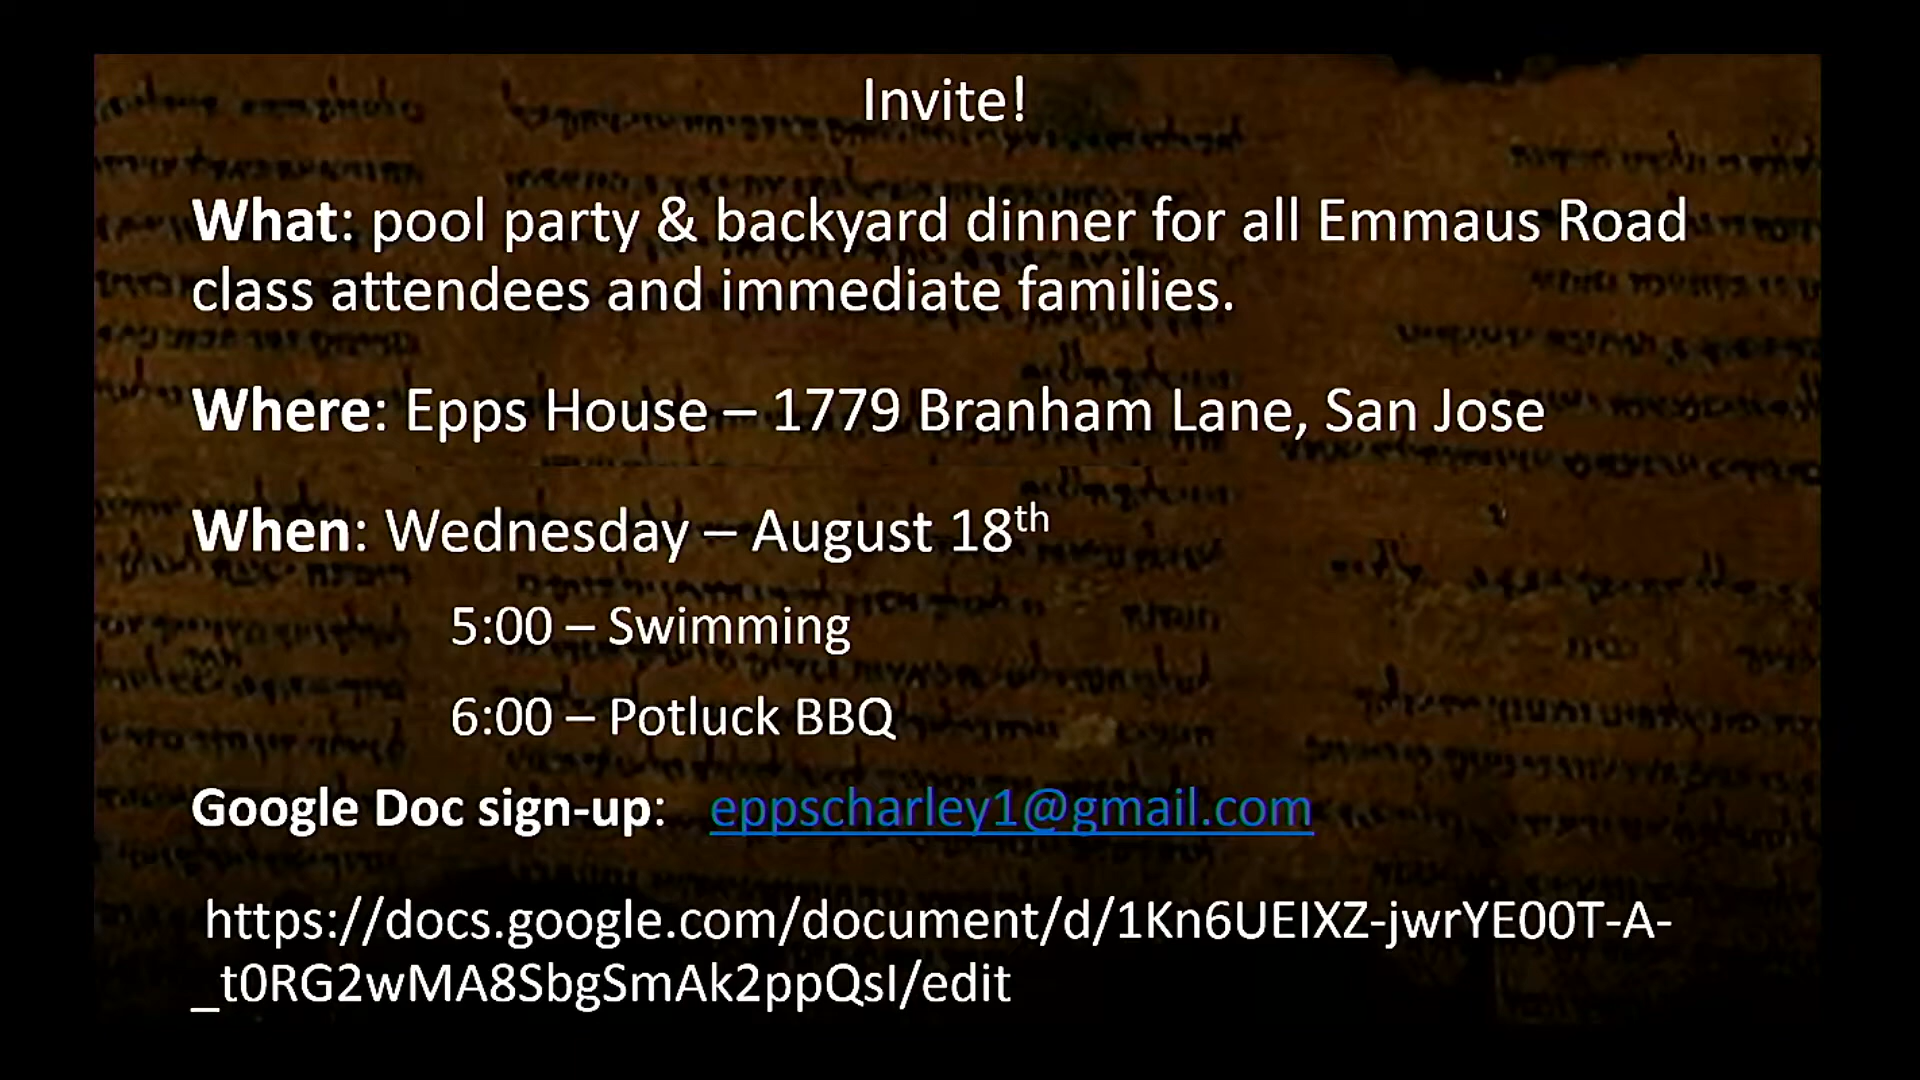 Invite!
What: pool party & backyard dinner for all Emmaus Road
class attendees and immediate families.
Where: Epps House – 1779 Branham Lane, San Jose
When: Wednesday – August 18th
5:00 – Swimming
6:00 – Potluck BBQ
Google Doc sign-up: eppscharley1@gmail.com
https://docs.google.com/document/d/1Kn6UEIXZ-jwrYE00T-A-
_t0RG2wMA8SbgSmAk2ppQsI/edit